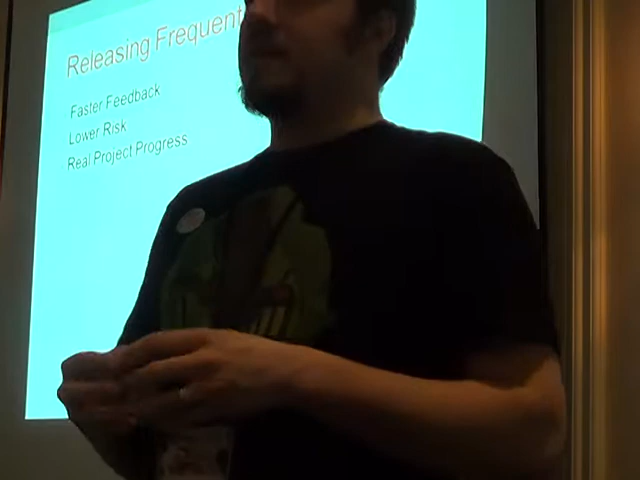 Releasing Frequent
Faster Feedback
Lower Risk
Real Project Progress